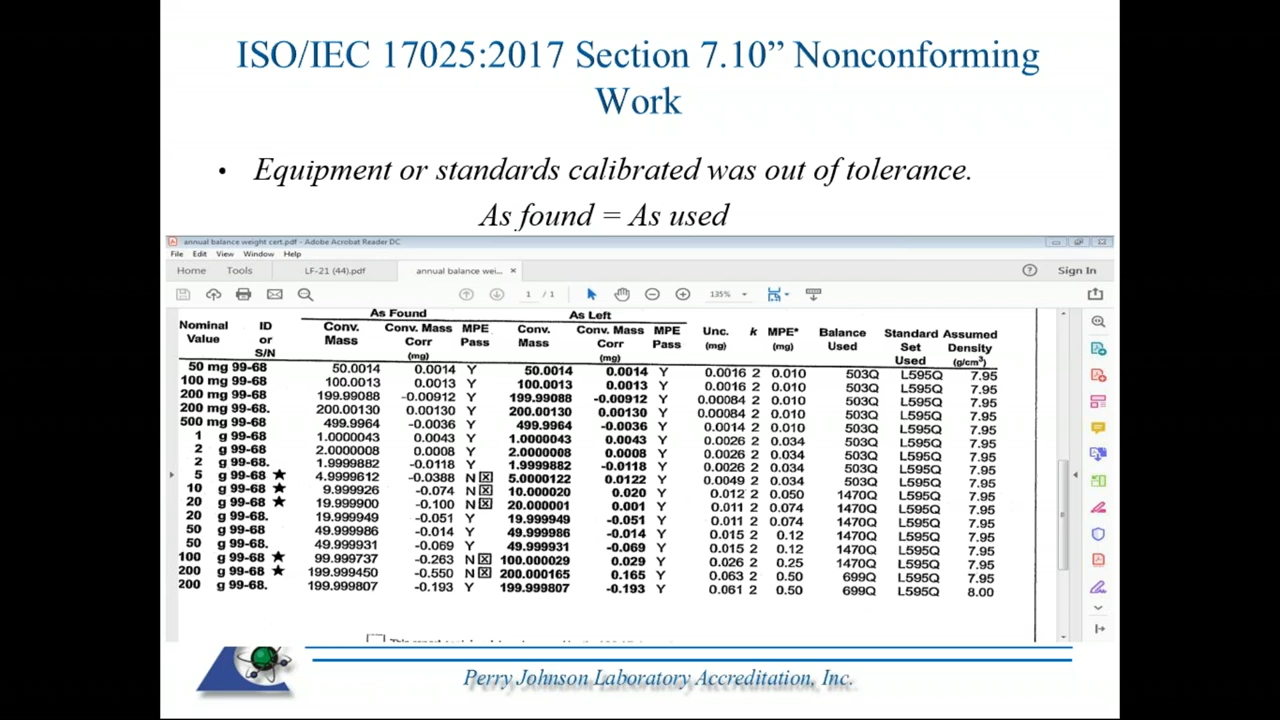 ISO/IEC 17025:2017 Section 7.10” Nonconforming
Work
• Equipment or standards calibrated was out of tolerance.
As found = As used
annual balance weight cert.pdf - Adobe Acrobat Reader DC
File Edit View Window Help
Home Tools LF-21 (44).pdf annual balance wei... × Sign In
1 / 1 135%
As Found As Left
Nominal ID Conv. Conv. Mass MPE Conv. Conv. Mass MPE Unc. k MPE* Balance Standard Assumed
Value or Mass Corr Pass Mass Corr Pass (mg) (mg) Used Set Density
S/N (mg) (mg) Used (g/cm³)
50 mg 99-68 50.0014 0.0014 Y 50.0014 0.0014 Y 0.0016 2 0.010 503Q L595Q 7.95
100 mg 99-68 100.0013 0.0013 Y 100.0013 0.0013 Y 0.0016 2 0.010 503Q L595Q 7.95
200 mg 99-68 199.99088 -0.00912 Y 199.99088 -0.00912 Y 0.00084 2 0.010 503Q L595Q 7.95
200 mg 99-68. 200.00130 0.00130 Y 200.00130 0.00130 Y 0.00084 2 0.010 503Q L595Q 7.95
500 mg 99-68 499.9964 -0.0036 Y 499.9964 -0.0036 Y 0.0014 2 0.010 503Q L595Q 7.95
1 g 99-68 1.0000043 0.0043 Y 1.0000043 0.0043 Y 0.0026 2 0.034 503Q L595Q 7.95
2 g 99-68 2.0000008 0.0008 Y 2.0000008 0.0008 Y 0.0026 2 0.034 503Q L595Q 7.95
2 g 99-68. 1.9999882 -0.0118 Y 1.9999882 -0.0118 Y 0.0026 2 0.034 503Q L595Q 7.95
5 g 99-68 ★ 4.9999612 -0.0388 N ☒ 5.0000122 0.0122 Y 0.0049 2 0.034 503Q L595Q 7.95
10 g 99-68 ★ 9.999926 -0.074 N ☒ 10.000020 0.020 Y 0.012 2 0.050 1470Q L595Q 7.95
20 g 99-68 ★ 19.999900 -0.100 N ☒ 20.000001 0.001 Y 0.011 2 0.074 1470Q L595Q 7.95
20 g 99-68. 19.999949 -0.051 Y 19.999949 -0.051 Y 0.011 2 0.074 1470Q L595Q 7.95
50 g 99-68 49.999986 -0.014 Y 49.999986 -0.014 Y 0.015 2 0.12 1470Q L595Q 7.95
50 g 99-68. 49.999931 -0.069 Y 49.999931 -0.069 Y 0.015 2 0.12 1470Q L595Q 7.95
100 g 99-68 ★ 99.999737 -0.263 N ☒ 100.000029 0.029 Y 0.026 2 0.25 1470Q L595Q 7.95
200 g 99-68 ★ 199.999450 -0.550 N ☒ 200.000165 0.165 Y 0.063 2 0.50 699Q L595Q 7.95
200 g 99-68. 199.999807 -0.193 Y 199.999807 -0.193 Y 0.061 2 0.50 699Q L595Q 8.00
Perry Johnson Laboratory Accreditation, Inc.